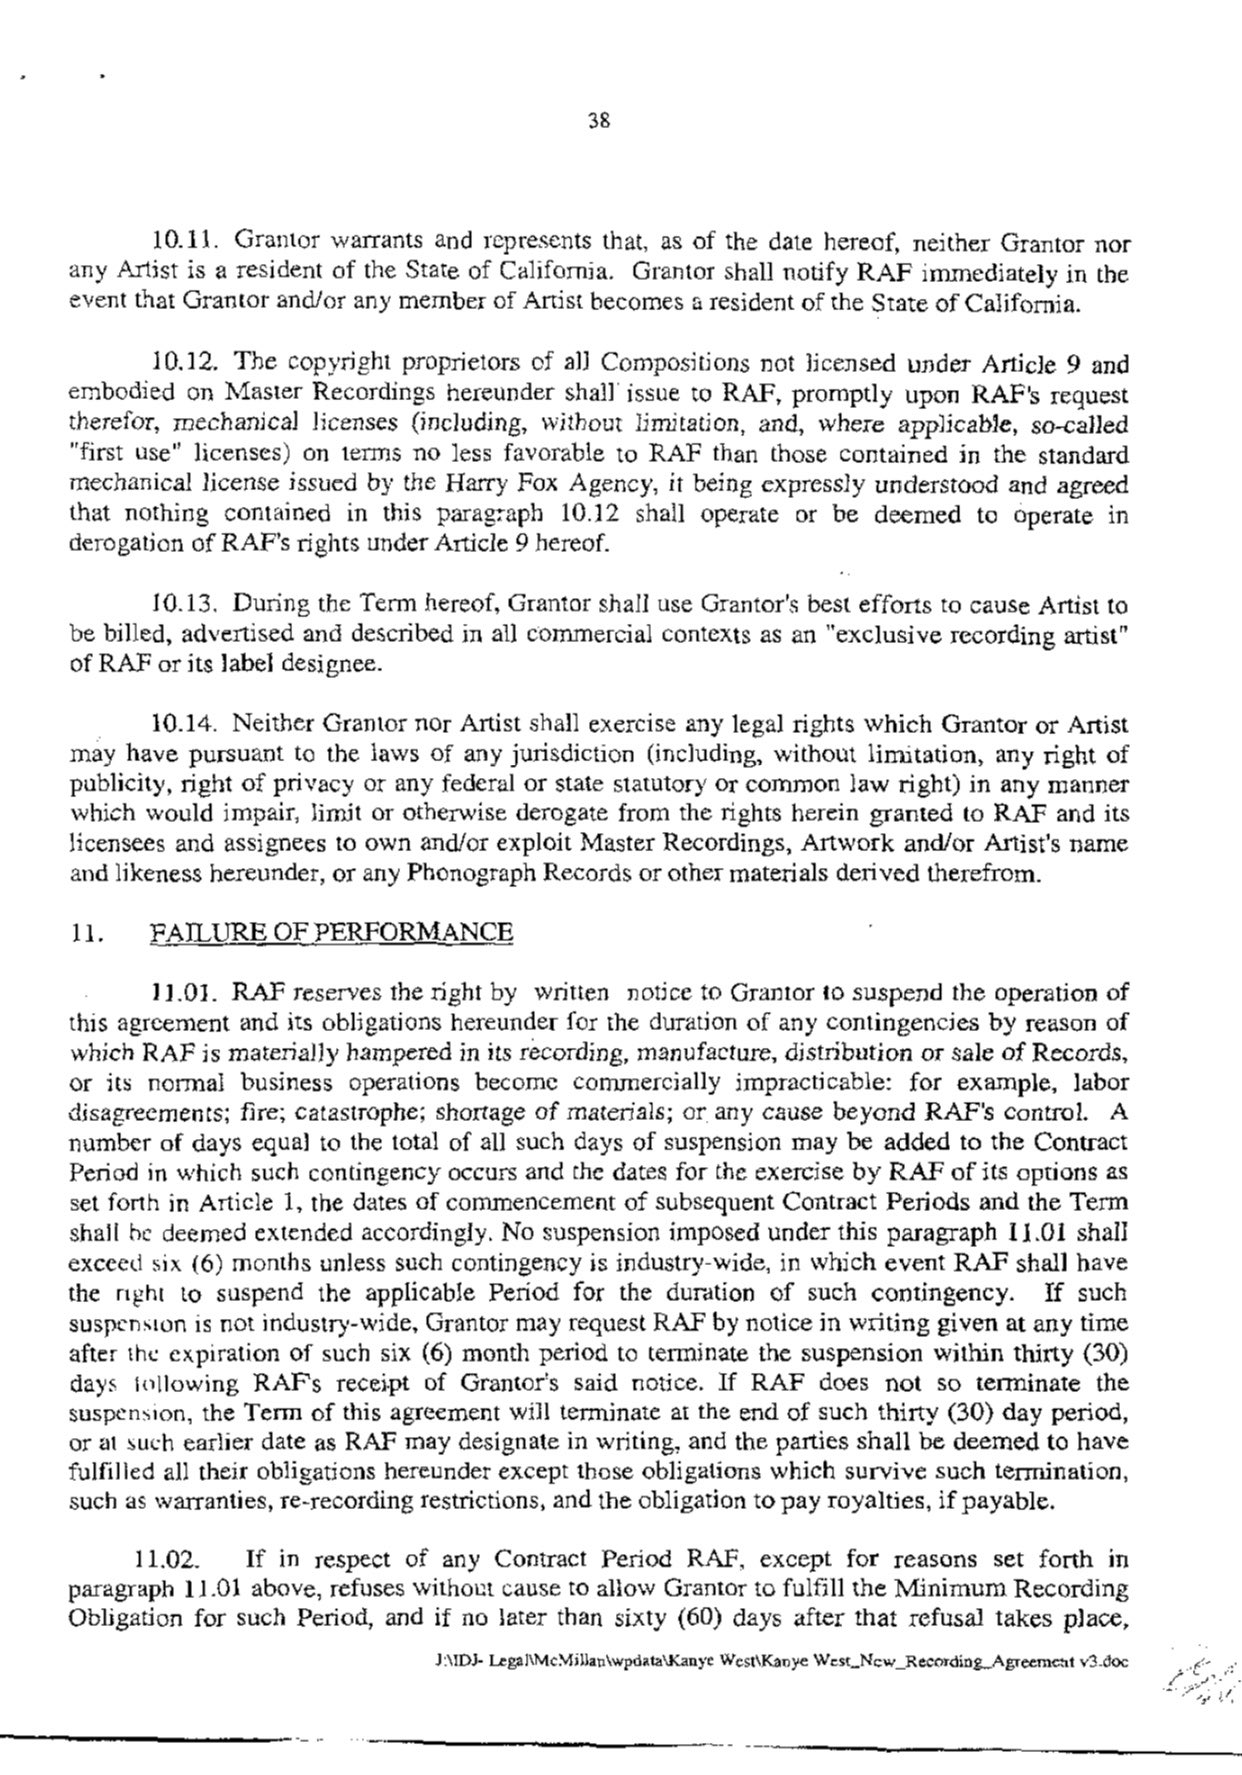 38
10.11. Grantor warrants and represents that, as of the date hereof, neither Grantor nor
any Artist is a resident of the State of California. Grantor shall notify RAF immediately in the
event that Grantor and/or any member of Artist becomes a resident of the State of California.
10.12. The copyright proprietors of all Compositions not licensed under Article 9 and
embodied on Master Recordings hereunder shall issue to RAF, promptly upon RAF's request
therefor, mechanical licenses (including, without limitation, and, where applicable, so-called
"first use" licenses) on terms no less favorable to RAF than those contained in the standard
mechanical license issued by the Harry Fox Agency, it being expressly understood and agreed
that nothing contained in this paragraph 10.12 shall operate or be deemed to operate in
derogation of RAF's rights under Article 9 hereof.
10.13. During the Term hereof, Grantor shall use Grantor's best efforts to cause Artist to
be billed, advertised and described in all commercial contexts as an "exclusive recording artist"
of RAF or its label designee.
10.14. Neither Grantor nor Artist shall exercise any legal rights which Grantor or Artist
may have pursuant to the laws of any jurisdiction (including, without limitation, any right of
publicity, right of privacy or any federal or state statutory or common law right) in any manner
which would impair, limit or otherwise derogate from the rights herein granted to RAF and its
licensees and assignees to own and/or exploit Master Recordings, Artwork and/or Artist's name
and likeness hereunder, or any Phonograph Records or other materials derived therefrom.
11. FAILURE OF PERFORMANCE
11.01. RAF reserves the right by written notice to Grantor to suspend the operation of
this agreement and its obligations hereunder for the duration of any contingencies by reason of
which RAF is materially hampered in its recording, manufacture, distribution or sale of Records,
or its normal business operations become commercially impracticable: for example, labor
disagreements; fire; catastrophe; shortage of materials; or any cause beyond RAF's control. A
number of days equal to the total of all such days of suspension may be added to the Contract
Period in which such contingency occurs and the dates for the exercise by RAF of its options as
set forth in Article 1, the dates of commencement of subsequent Contract Periods and the Term
shall be deemed extended accordingly. No suspension imposed under this paragraph 11.01 shall
exceed six (6) months unless such contingency is industry-wide, in which event RAF shall have
the right to suspend the applicable Period for the duration of such contingency. If such
suspension is not industry-wide, Grantor may request RAF by notice in writing given at any time
after the expiration of such six (6) month period to terminate the suspension within thirty (30)
days following RAF's receipt of Grantor's said notice. If RAF does not so terminate the
suspension, the Term of this agreement will terminate at the end of such thirty (30) day period,
or at such earlier date as RAF may designate in writing, and the parties shall be deemed to have
fulfilled all their obligations hereunder except those obligations which survive such termination,
such as warranties, re-recording restrictions, and the obligation to pay royalties, if payable.
11.02. If in respect of any Contract Period RAF, except for reasons set forth in
paragraph 11.01 above, refuses without cause to allow Grantor to fulfill the Minimum Recording
Obligation for such Period, and if no later than sixty (60) days after that refusal takes place,
J:\IDJ- Legal\McMillan\wpdata\Kanye West\Kanye West_New_Recording_Agreement v3.doc